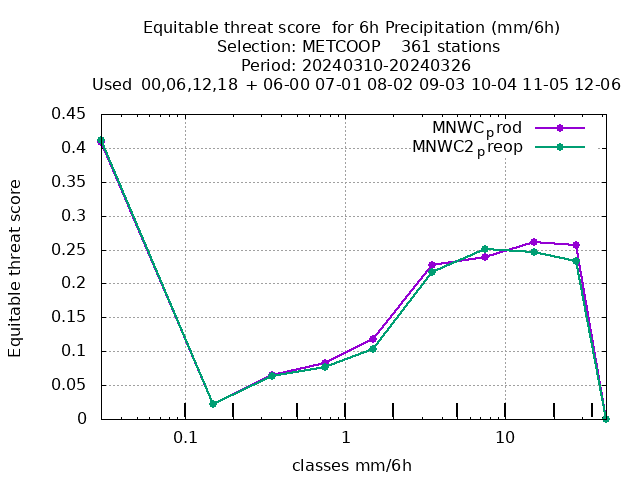 Equitable threat score  for 6h Precipitation (mm/6h)
Selection: METCOOP    361 stations
Period: 20240310-20240326
Used  00,06,12,18  + 06-00 07-01 08-02 09-03  10-04  11-05  12-06
MNWCprod
MNWC2preop
0.45
0.4
0.35
0.3
0.25
0.2
0.15
0.1
0.05
0
Equitable threat score
0.1
1
10
classes mm/6h